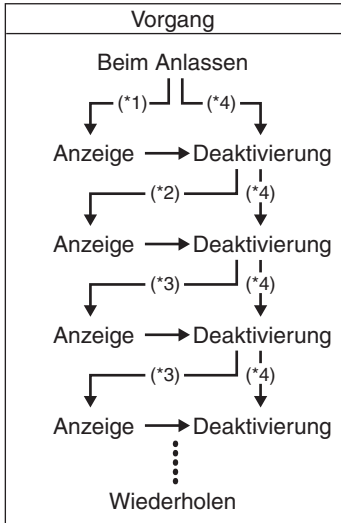 Vorgang
Beim Anlassen
(*1) (*4)
Anzeige Deaktivierung
(*2) (*4)
Anzeige Deaktivierung
(*3) (*4)
Anzeige Deaktivierung
(*3) (*4)
Anzeige Deaktivierung
Wiederholen